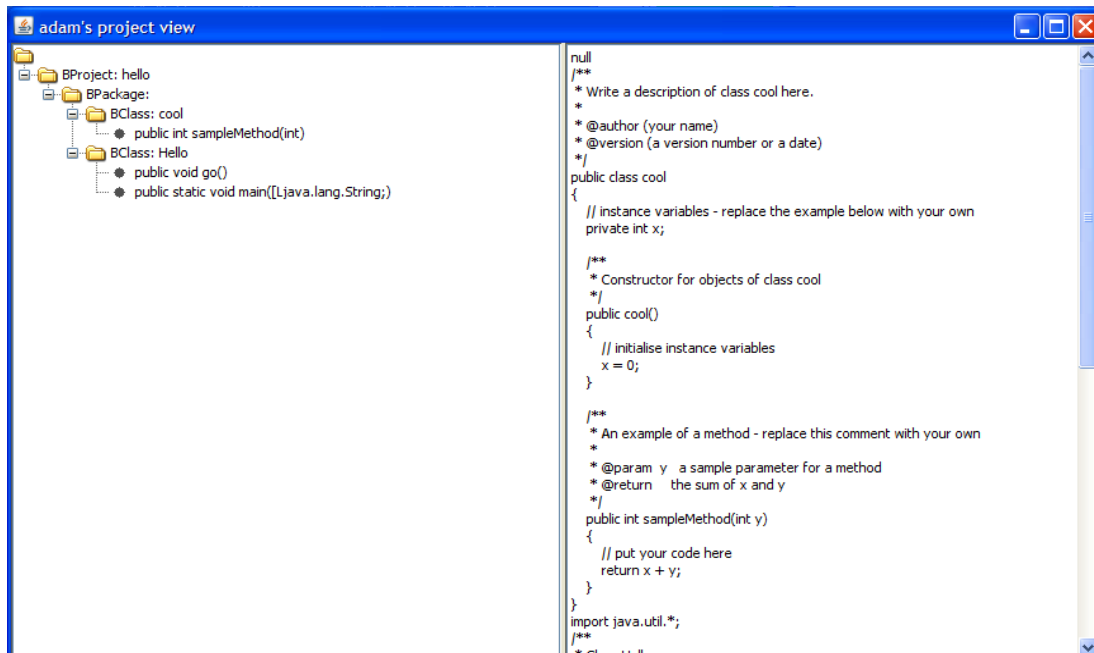 adam's project view
BProject: hello
BPackage:
BClass: cool
public int sampleMethod(int)
BClass: Hello
public void go()
public static void main([Ljava.lang.String;)
null
/**
 * Write a description of class cool here.
 *
 * @author (your name)
 * @version (a version number or a date)
 */
public class cool
{
    // instance variables - replace the example below with your own
    private int x;

    /**
     * Constructor for objects of class cool
     */
    public cool()
    {
        // initialise instance variables
        x = 0;
    }

    /**
     * An example of a method - replace this comment with your own
     *
     * @param  y   a sample parameter for a method
     * @return     the sum of x and y
     */
    public int sampleMethod(int y)
    {
        // put your code here
        return x + y;
    }
}
import java.util.*;
/**